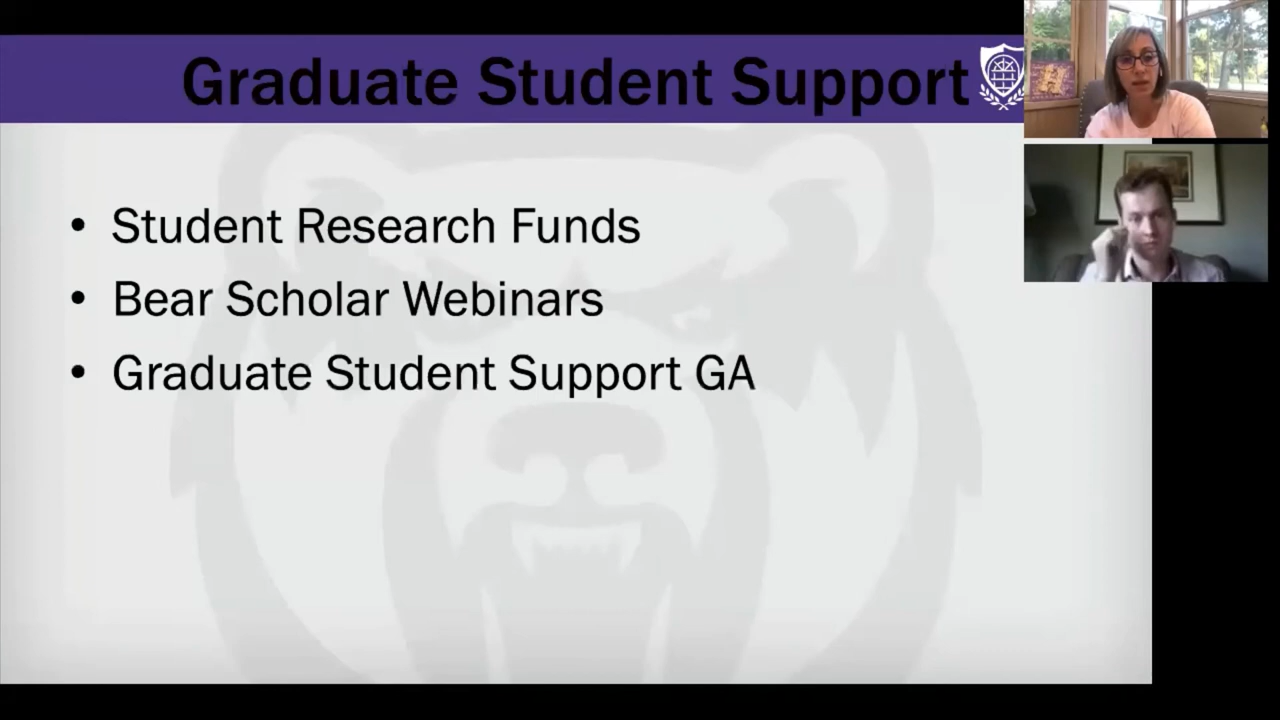 Graduate Student Support
• Student Research Funds
• Bear Scholar Webinars
• Graduate Student Support GA